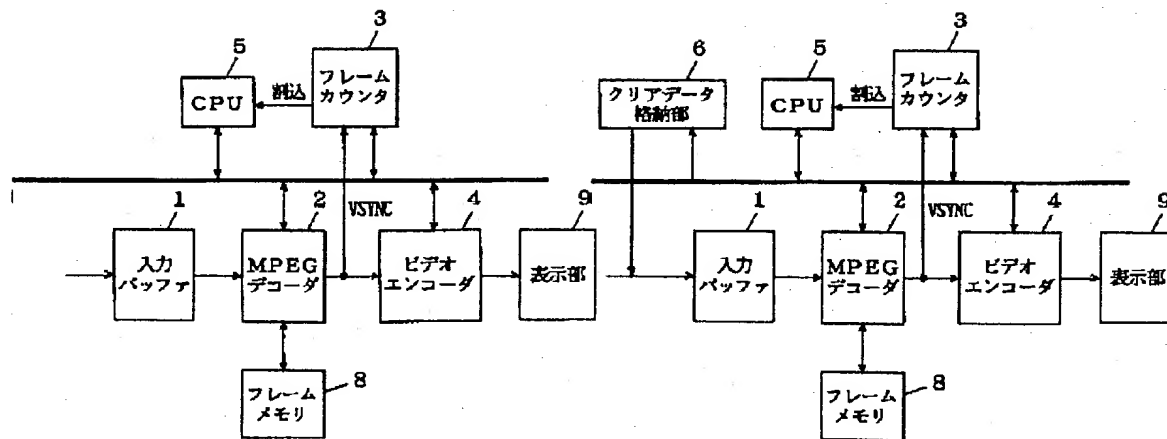 3
5
フレーム
カウンタ
CPU
割込
1
2
VSYNC
4
9
入力
バッファ
MPEG
デコーダ
ビデオ
エンコーダ
表示部
8
フレーム
メモリ
3
6
5
フレーム
カウンタ
クリアデータ
格納部
CPU
割込
1
2
VSYNC
4
9
入力
バッファ
MPEG
デコーダ
ビデオ
エンコーダ
表示部
8
フレーム
メモリ